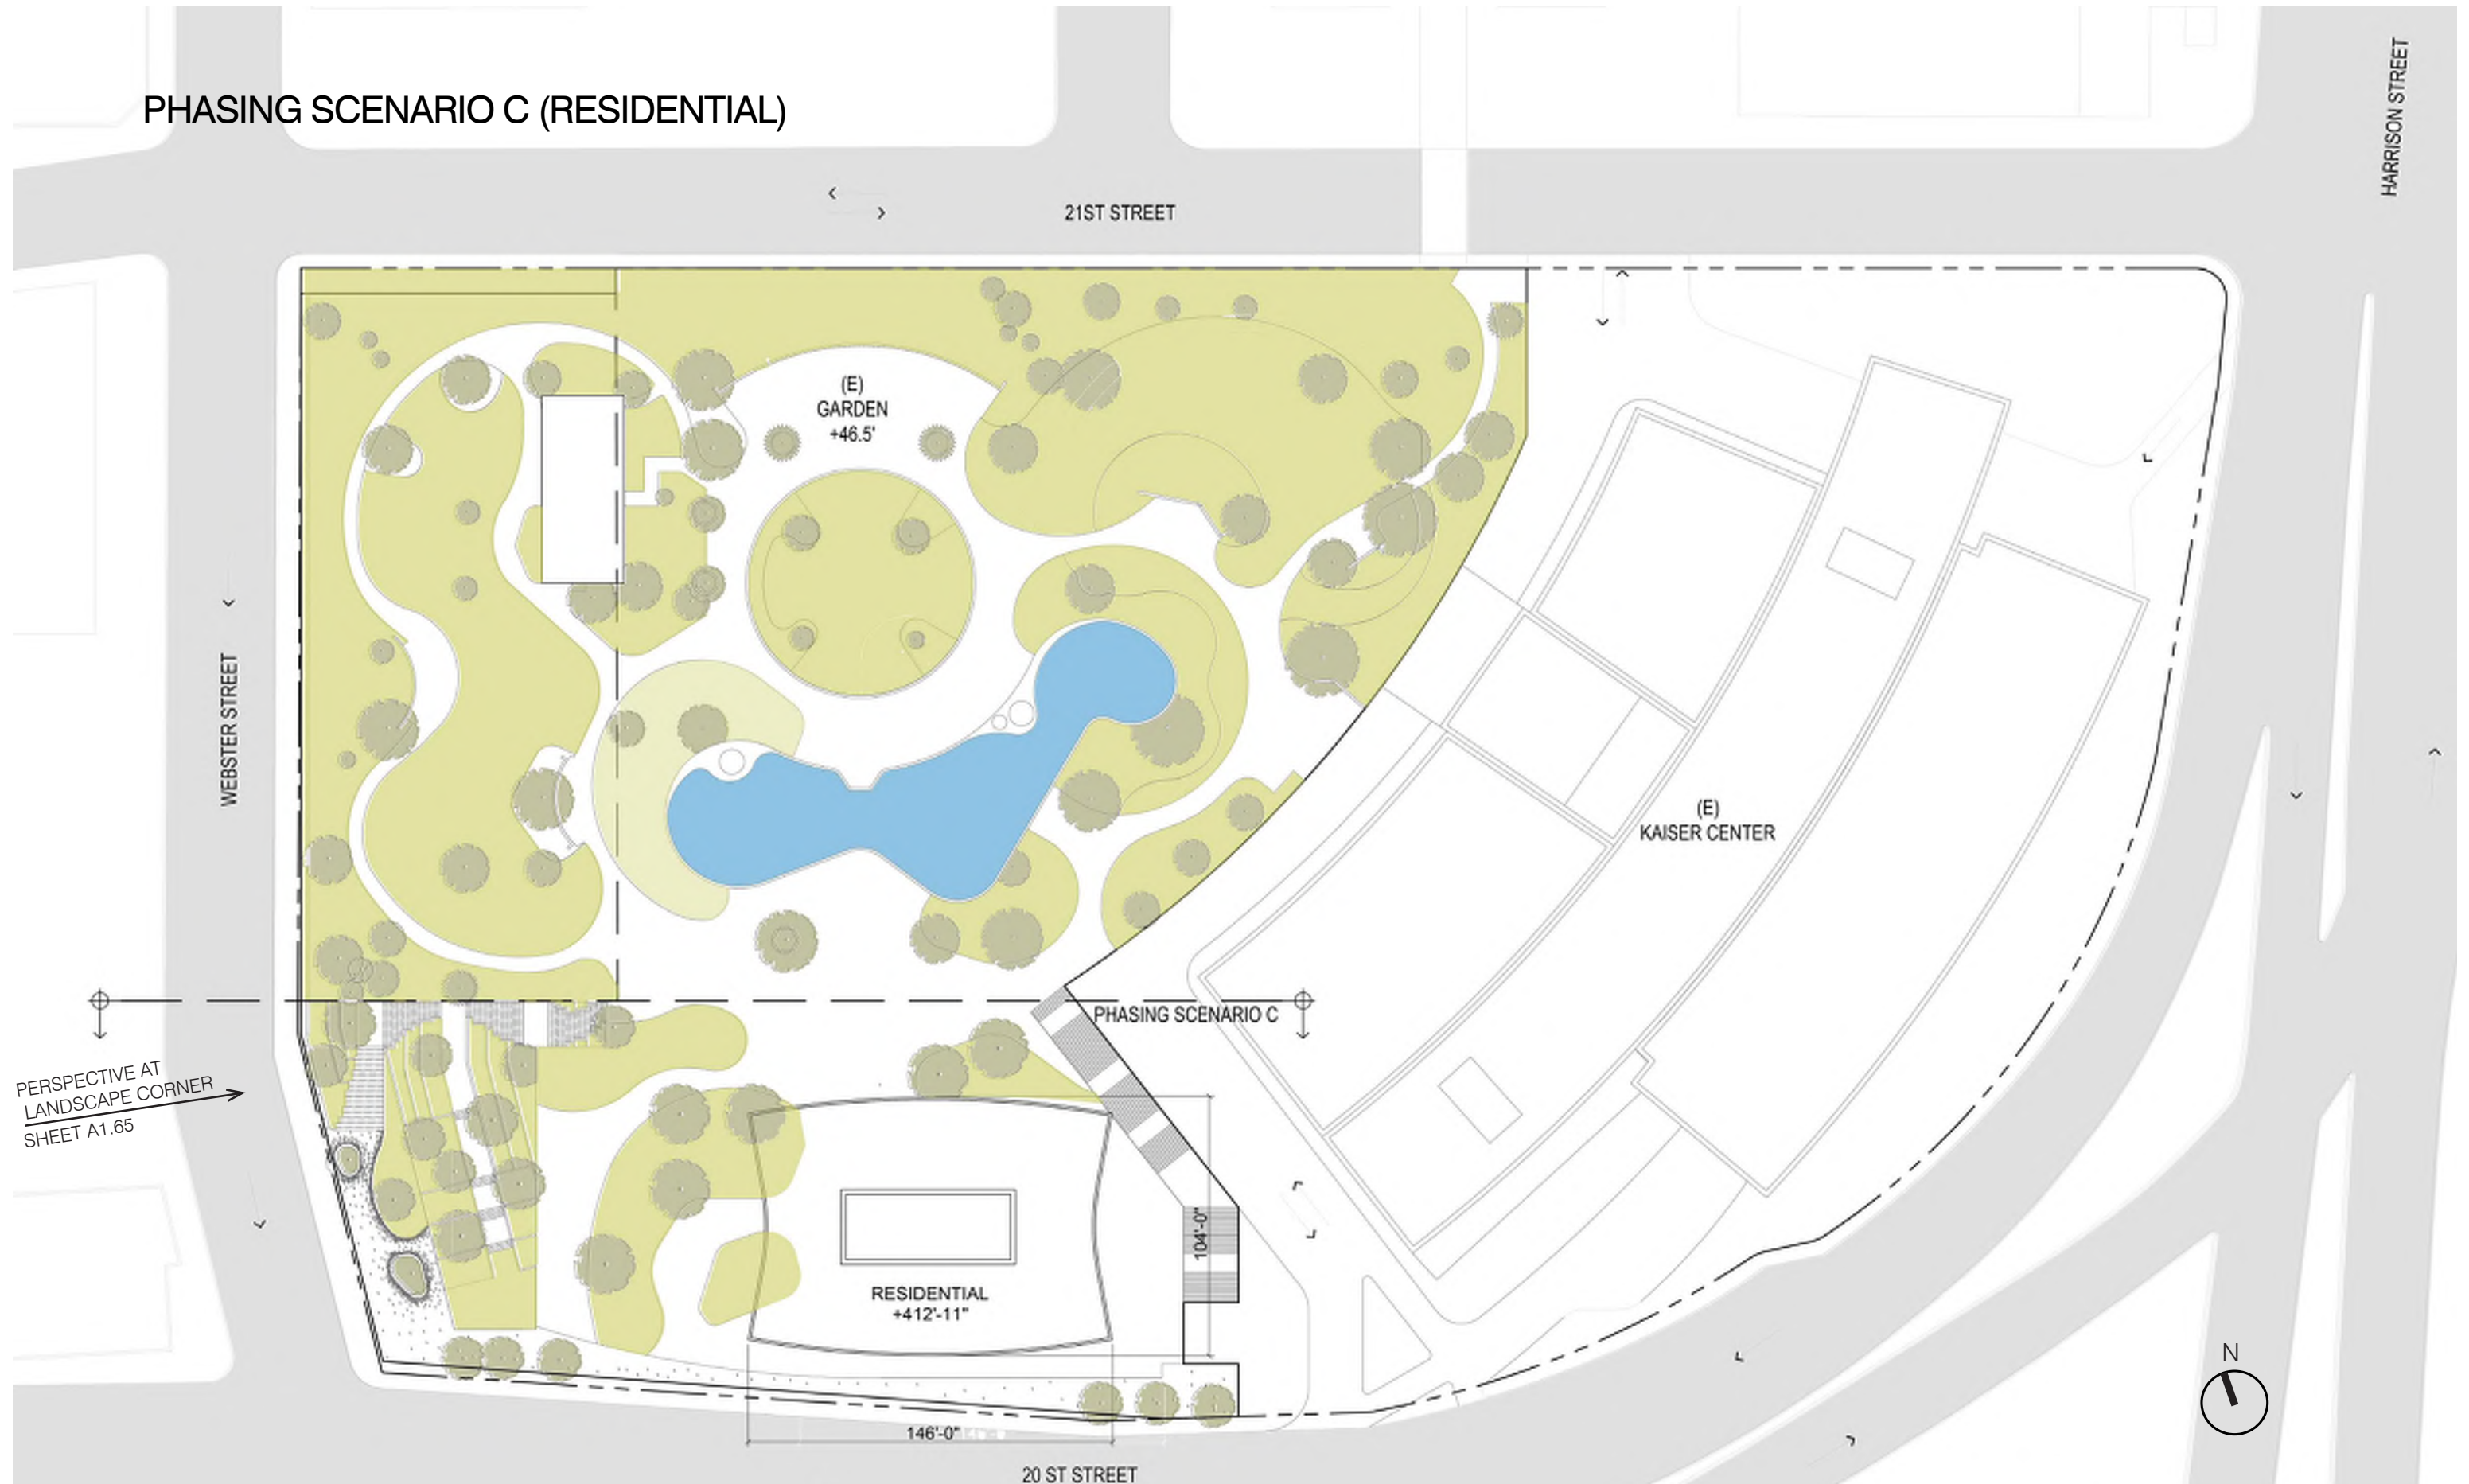 PHASING SCENARIO C (RESIDENTIAL)
HARRISON STREET
21ST STREET
(E)
GARDEN
+46.5'
WEBSTER STREET
(E)
KAISER CENTER
PHASING SCENARIO C
PERSPECTIVE AT
LANDSCAPE CORNER
SHEET A1.65
104'-0"
RESIDENTIAL
+412'-11"
N
146'-0"
20 ST STREET